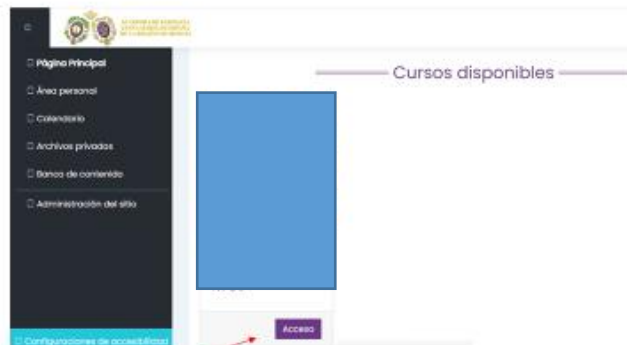 Cursos disponibles
Página Principal
Área personal
Calendario
Archivos privados
Banco de contenido
Administración del sitio
Acceso
Configuraciones de accesibilidad